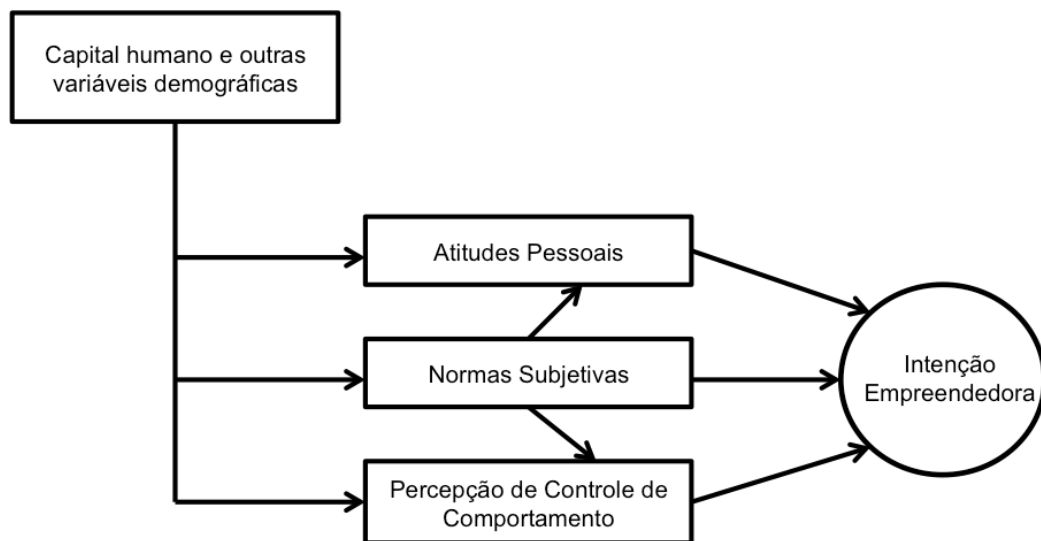 Capital humano e outras
variáveis demográficas
Atitudes Pessoais
Normas Subjetivas
Percepção de Controle de
Comportamento
Intenção
Empreendedora